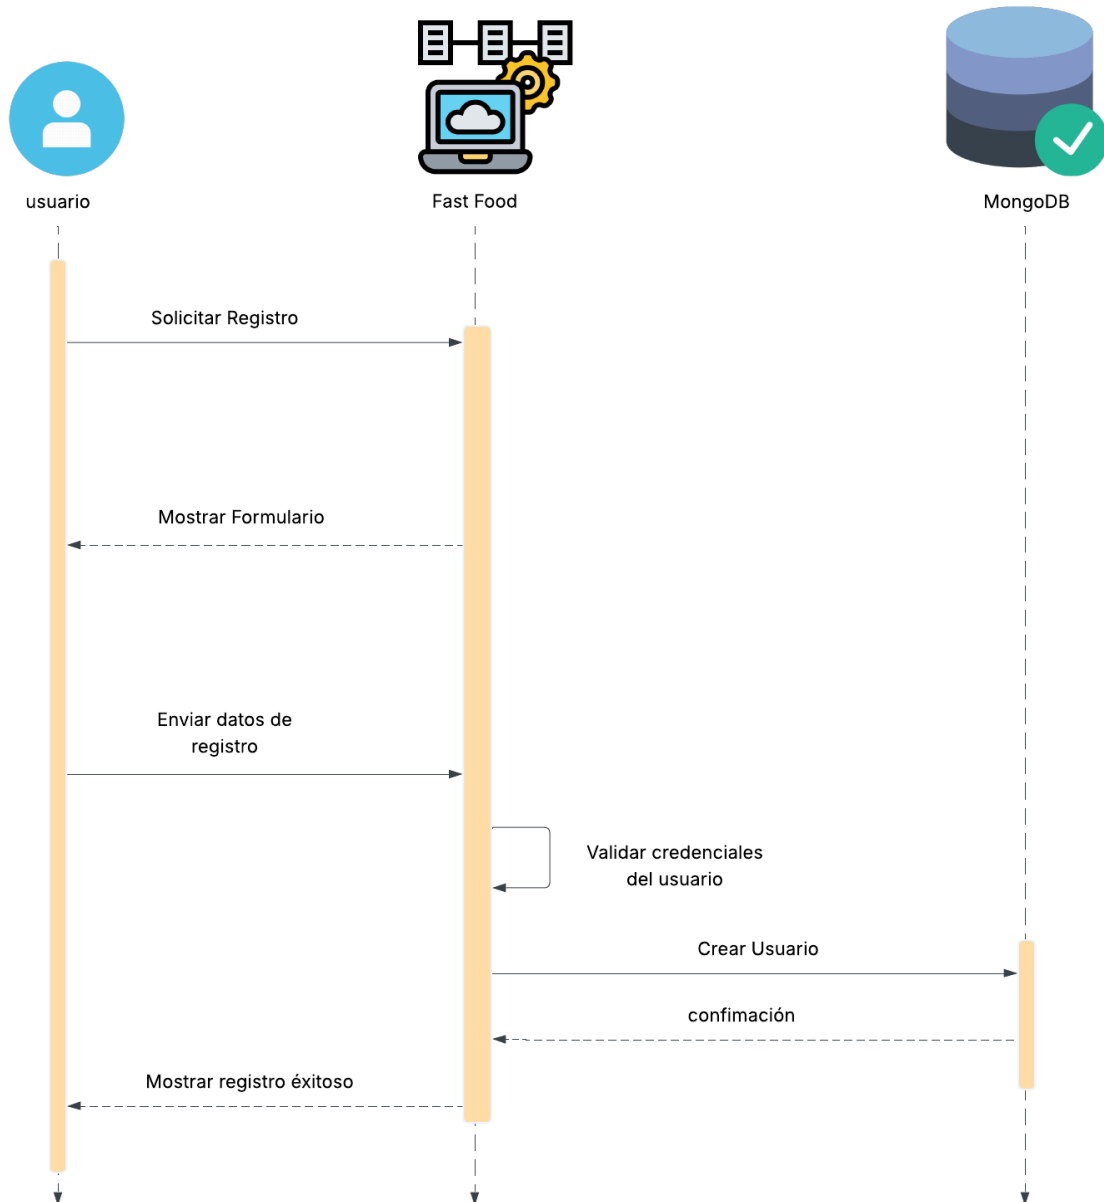 usuario
Fast Food
MongoDB
Solicitar Registro
Mostrar Formulario
Enviar datos de
registro
Validar credenciales
del usuario
Crear Usuario
confimación
Mostrar registro éxitoso